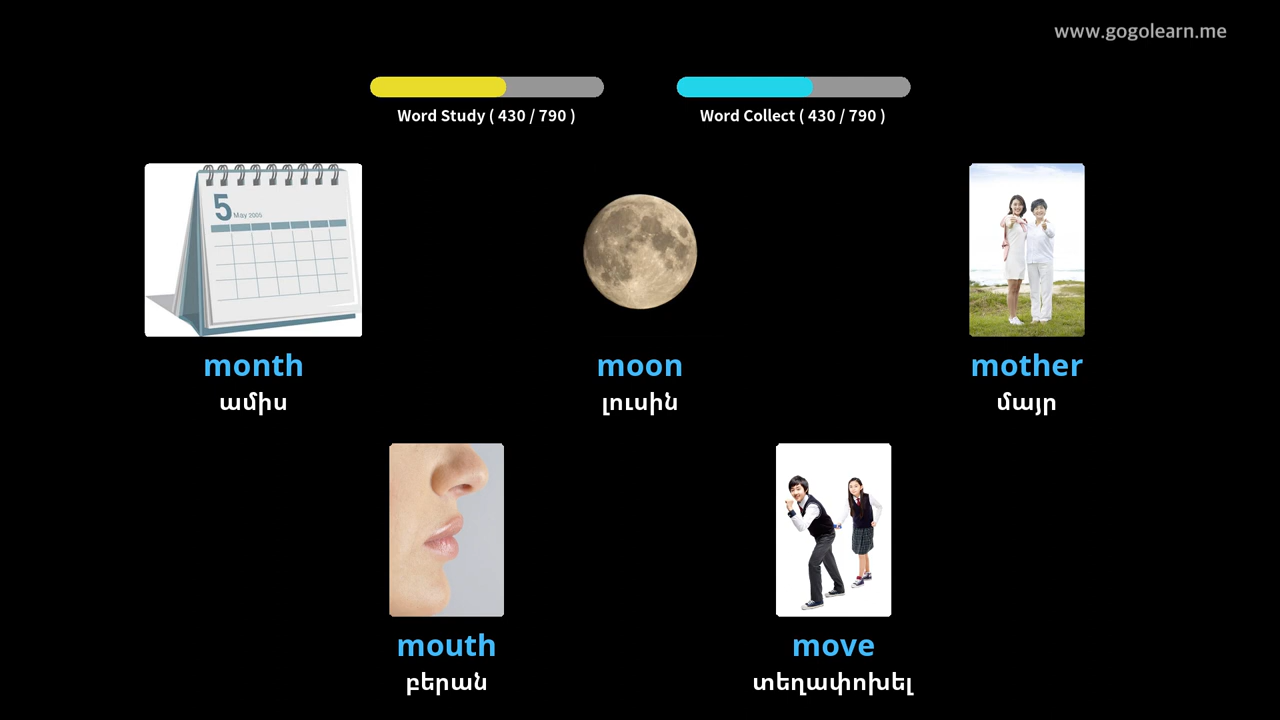 www.gogolearn.me
Word Study ( 430 / 790 )
Word Collect ( 430 / 790 )
5 May 2005
month
moon
mother
ամիս
լուսին
մայր
mouth
move
բերան
տեղափոխել